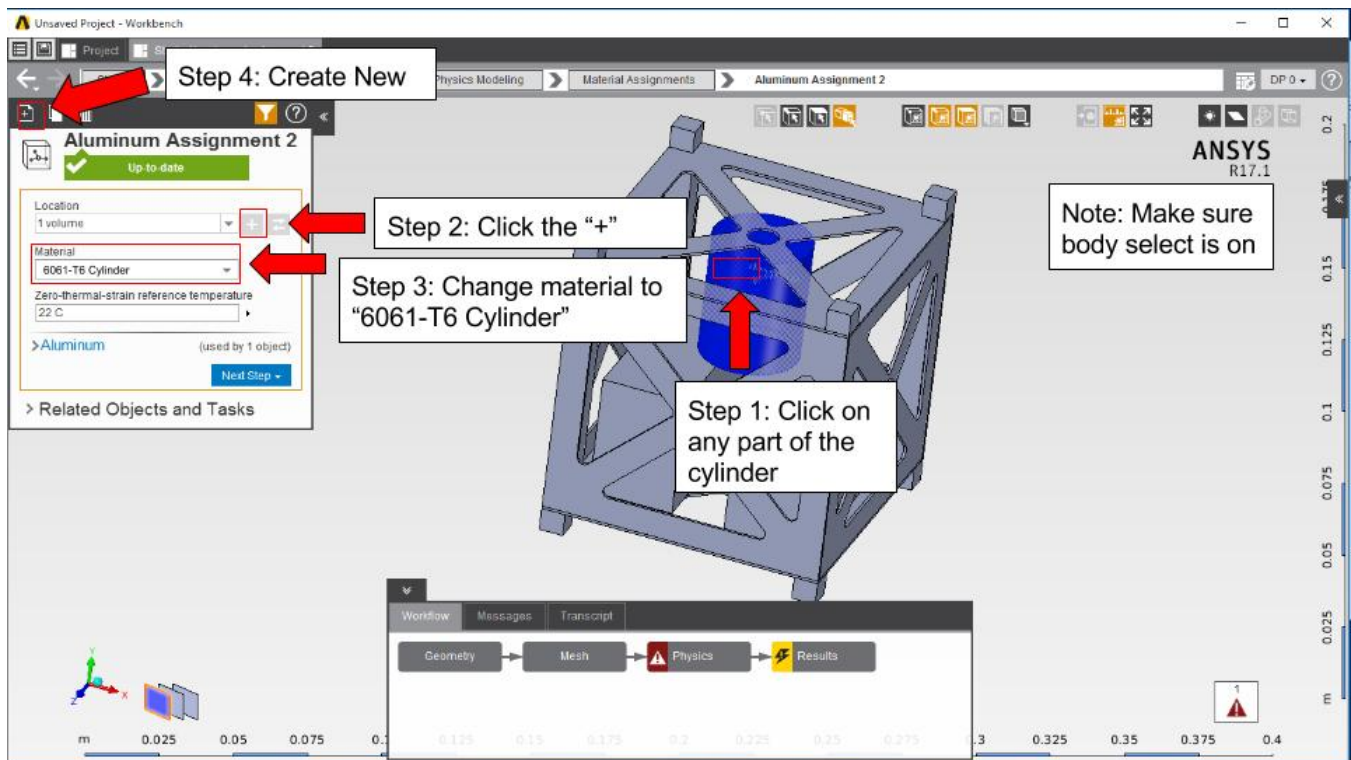 Unsaved Project - Workbench
Project
Step 4: Create New
Physics Modeling
Material Assignments
Aluminum Assignment 2
DP 0
Aluminum Assignment 2
Up-to-date
Location
1 volume
Material
6061-T6 Cylinder
Zero-thermal-strain reference temperature
22 C
>Aluminum (used by 1 object)
Next Step
> Related Objects and Tasks
Step 2: Click the “+”
Step 3: Change material to
“6061-T6 Cylinder”
Step 1: Click on
any part of the
cylinder
ANSYS
R17.1
Note: Make sure
body select is on
0.2
0.175
0.15
0.125
0.1
0.075
0.05
0.025
m
Workflow Messages Transcript
Geometry Mesh Physics Results
Y
X
Z
1
m 0.025 0.05 0.075 0.125 0.15 0.175 0.2 0.225 0.25 0.275 .3 0.325 0.35 0.375 0.4